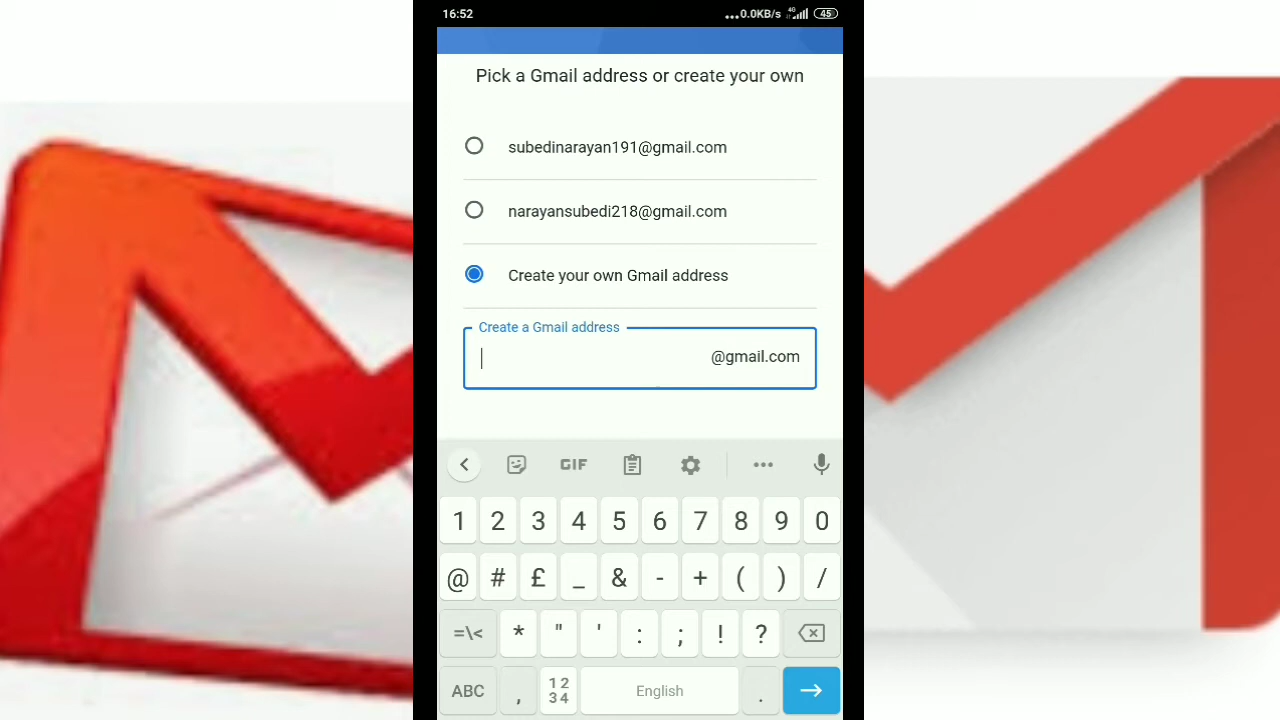 16:52
...0.0KB/s 4G 45
Pick a Gmail address or create your own
subedinarayan191@gmail.com
narayansubedi218@gmail.com
Create your own Gmail address
Create a Gmail address
@gmail.com
GIF
1 2 3 4 5 6 7 8 9 0
@ # £ _ & - + ( ) /
=\< * " ' : ; ! ?
ABC , 12 34 English .